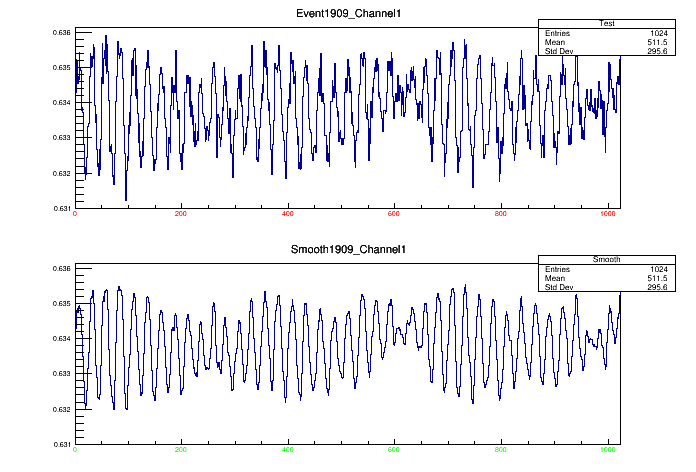 Event1909_Channel1
Test
Entries 1024
Mean 511.5
Std Dev 295.6
0.636
0.635
0.634
0.633
0.632
0.631
0 200 400 600 800 1000
Smooth1909_Channel1
Smooth
Entries 1024
Mean 511.5
Std Dev 295.6
0.636
0.635
0.634
0.633
0.632
0.631
0 200 400 600 800 1000